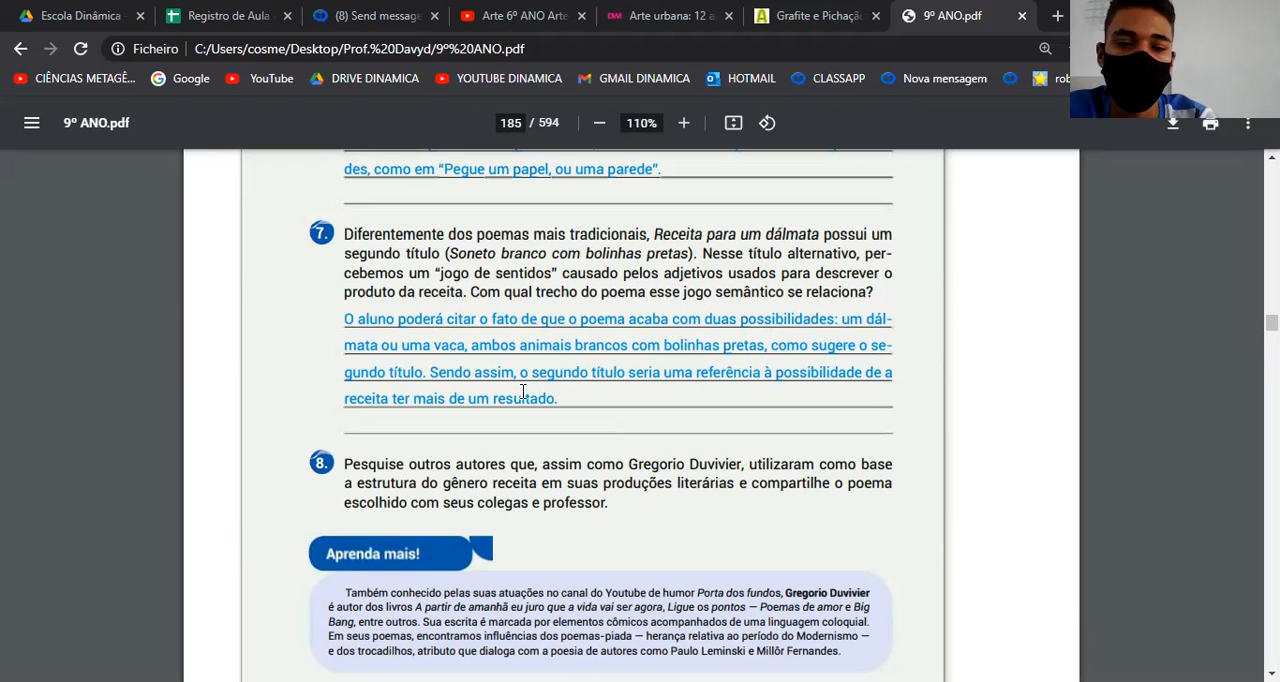 Escola Dinâmica -
Registro de Aula -
(8) Send message
Arte 6º ANO Arte
Arte urbana: 12 a
Grafite e Pichação
9º ANO.pdf
Ficheiro
C:/Users/cosme/Desktop/Prof.%20Davyd/9º%20ANO.pdf
CIÊNCIAS METAGÊ...
Google
YouTube
DRIVE DINAMICA
YOUTUBE DINAMICA
GMAIL DINAMICA
HOTMAIL
CLASSAPP
Nova mensagem
9º ANO.pdf
185 / 594
110%
des, como em “Pegue um papel, ou uma parede”.
7.
Diferentemente dos poemas mais tradicionais, Receita para um dálmata possui um
segundo título (Soneto branco com bolinhas pretas). Nesse título alternativo, per-
cebemos um “jogo de sentidos” causado pelos adjetivos usados para descrever o
produto da receita. Com qual trecho do poema esse jogo semântico se relaciona?
O aluno poderá citar o fato de que o poema acaba com duas possibilidades: um dál-
mata ou uma vaca, ambos animais brancos com bolinhas pretas, como sugere o se-
gundo título. Sendo assim, o segundo título seria uma referência à possibilidade de a
receita ter mais de um resultado.
8.
Pesquise outros autores que, assim como Gregorio Duvivier, utilizaram como base
a estrutura do gênero receita em suas produções literárias e compartilhe o poema
escolhido com seus colegas e professor.
Aprenda mais!
Também conhecido pelas suas atuações no canal do Youtube de humor Porta dos fundos, Gregorio Duvivier
é autor dos livros A partir de amanhã eu juro que a vida vai ser agora, Ligue os pontos — Poemas de amor e Big
Bang, entre outros. Sua escrita é marcada por elementos cômicos acompanhados de uma linguagem coloquial.
Em seus poemas, encontramos influências dos poemas-piada — herança relativa ao período do Modernismo —
e dos trocadilhos, atributo que dialoga com a poesia de autores como Paulo Leminski e Millôr Fernandes.